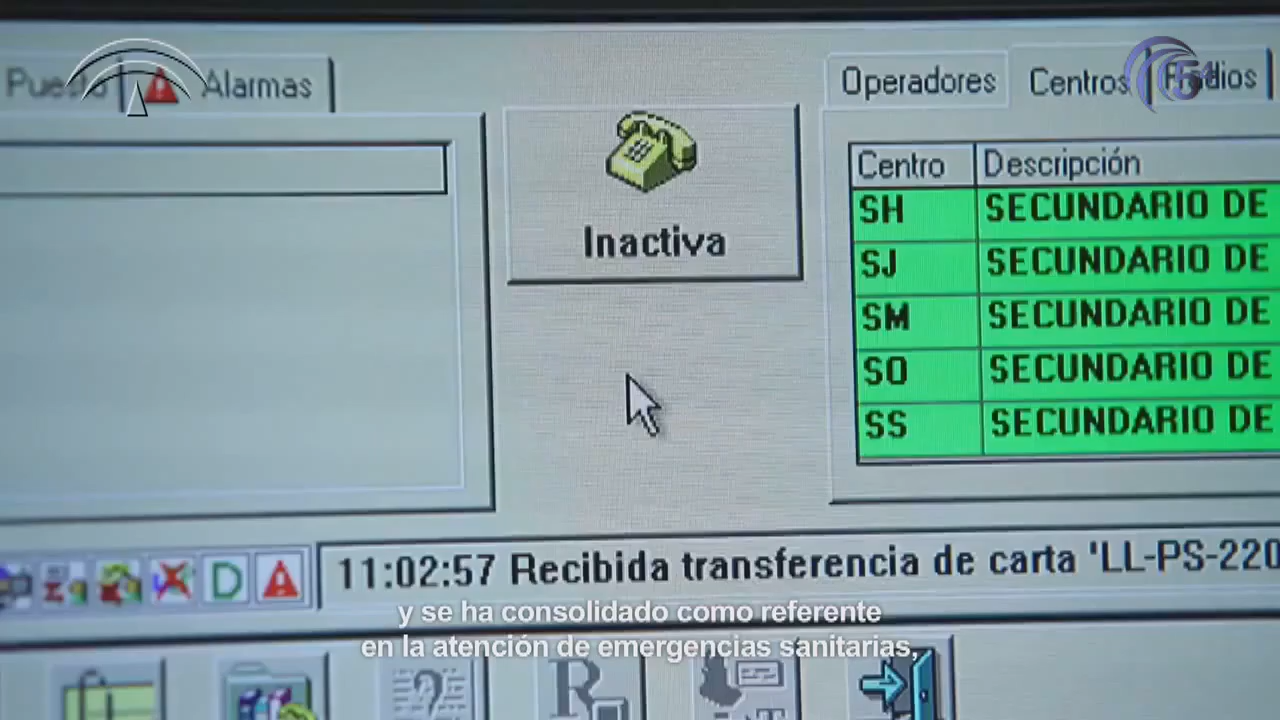 Puesto
Alarmas
Operadores
Centros
Radios
Inactiva
Centro Descripción
SH SECUNDARIO DE
SJ SECUNDARIO DE
SM SECUNDARIO DE
SO SECUNDARIO DE
SS SECUNDARIO DE
D
11:02:57 Recibida transferencia de carta 'LL-PS-220
y se ha consolidado como referente
en la atención de emergencias sanitarias,
R